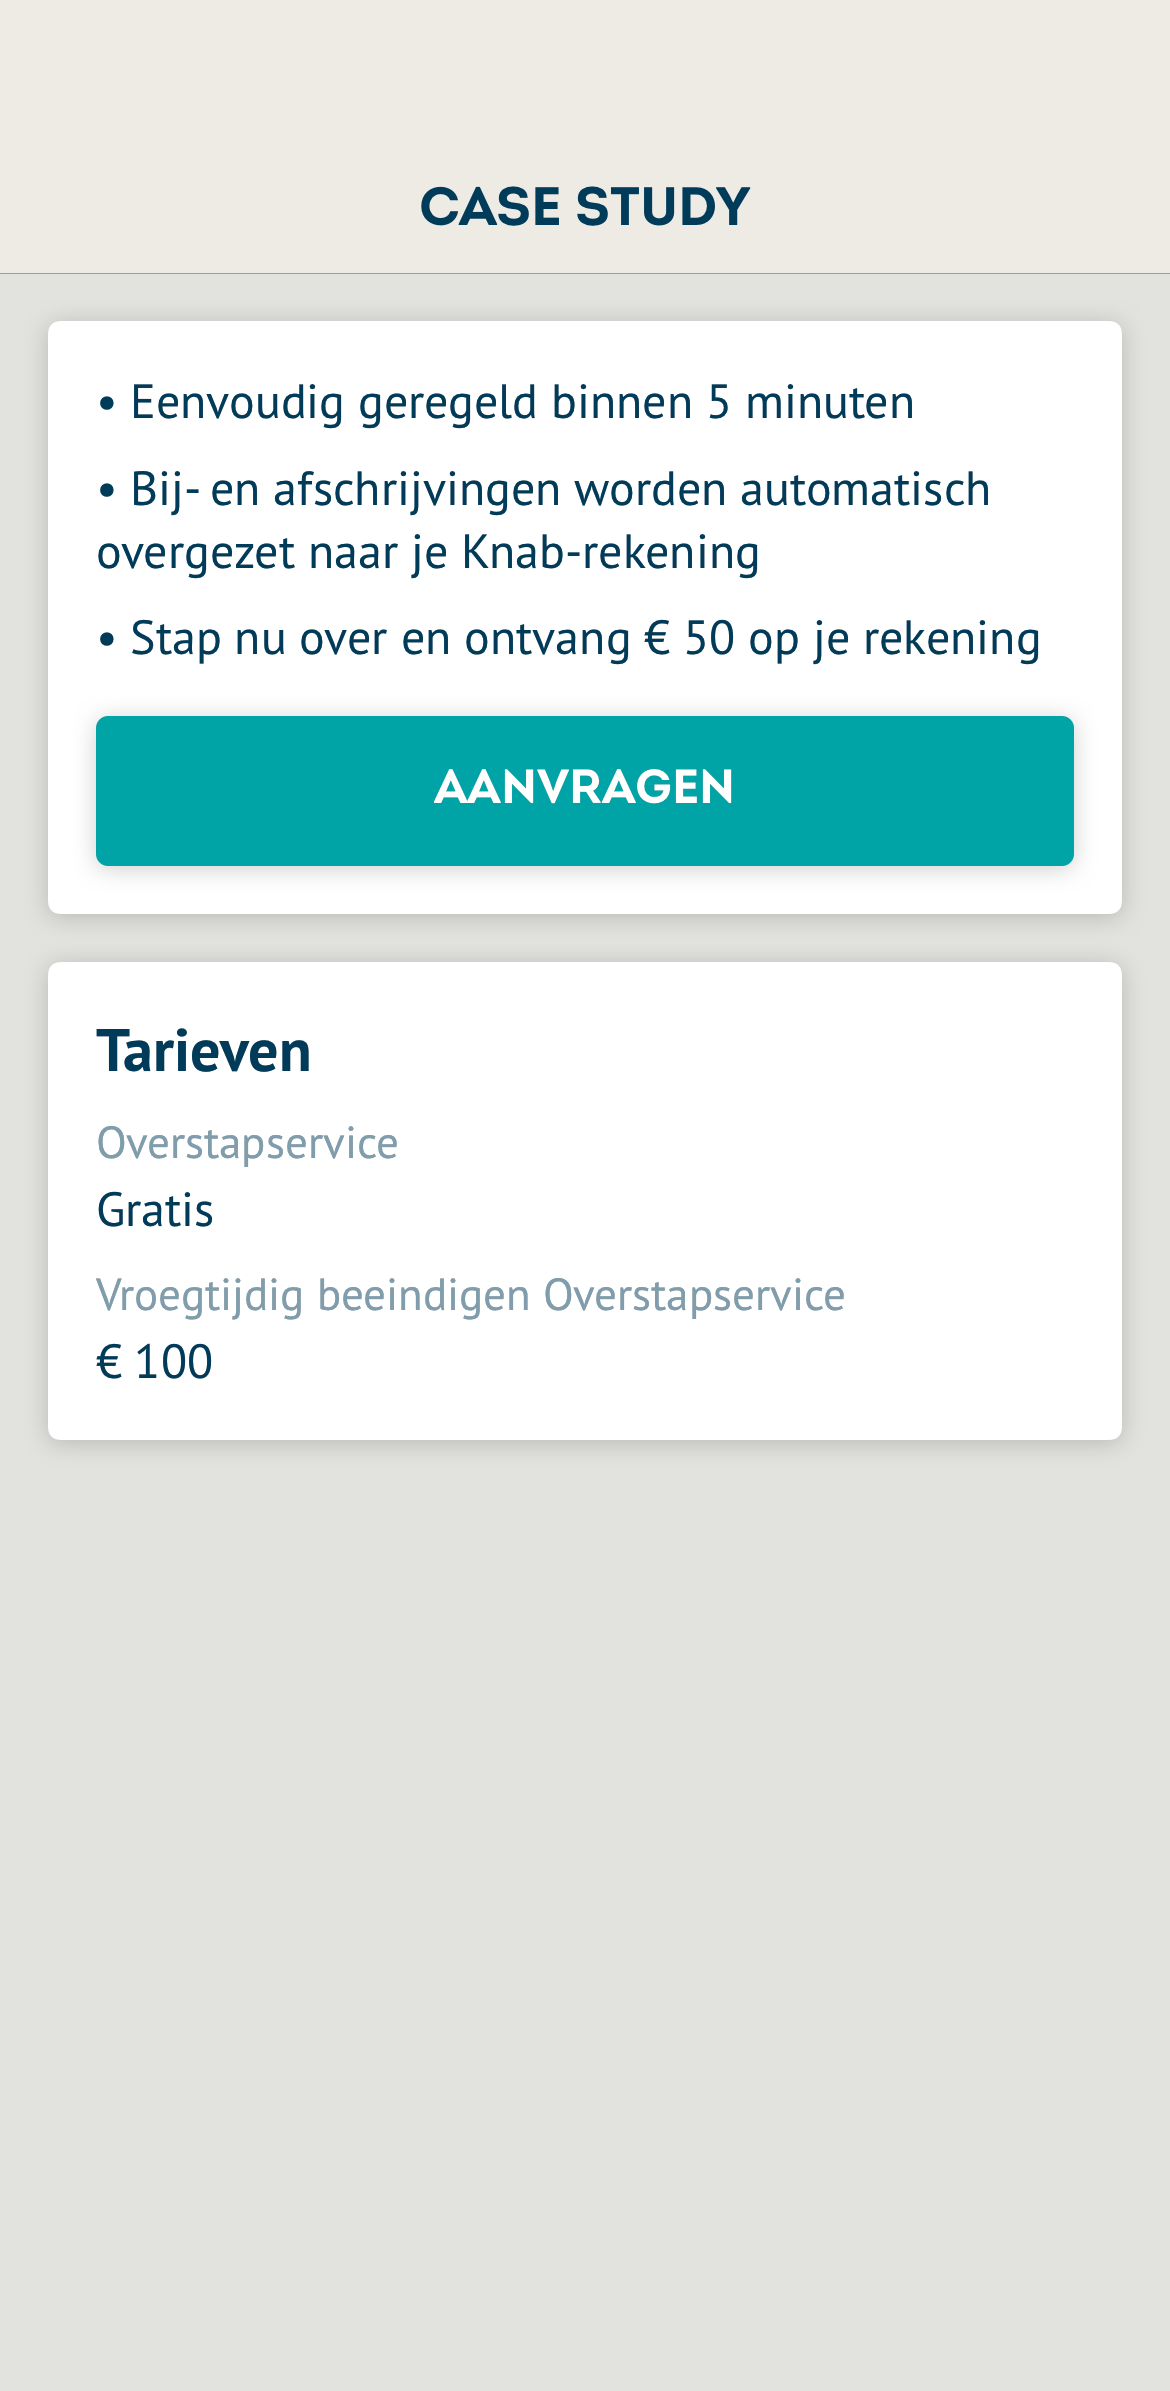 CASE STUDY
• Eenvoudig geregeld binnen 5 minuten
• Bij- en afschrijvingen worden automatisch
overgezet naar je Knab-rekening
• Stap nu over en ontvang € 50 op je rekening
AANVRAGEN
Tarieven
Overstapservice
Gratis
Vroegtijdig beeindigen Overstapservice
€ 100